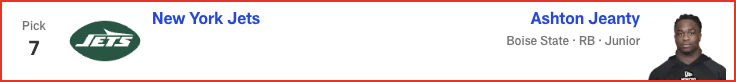 Pick
7
JETS
New York Jets
Ashton Jeanty
Boise State · RB · Junior